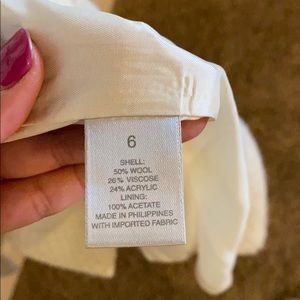 6
SHELL:
50% WOOL
26% VISCOSE
24% ACRYLIC
LINING:
100% ACETATE
MADE IN PHILIPPINES
WITH IMPORTED FABRIC